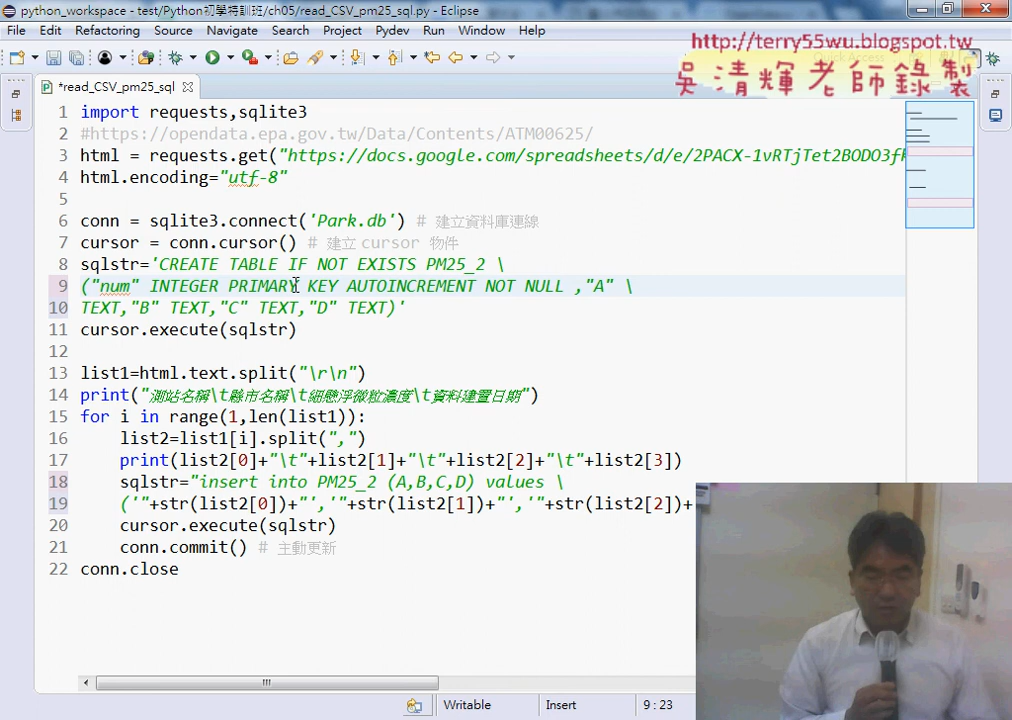 python_workspace - test/Python初學特訓班/ch05/read_CSV_pm25_sql.py - Eclipse
File Edit Refactoring Source Navigate Search Project Pydev Run Window Help
http://terry55wu.blogspot.tw
吳清輝老師錄製
*read_CSV_pm25_sql
1 import requests,sqlite3
2 #https://opendata.epa.gov.tw/Data/Contents/ATM00625/
3 html = requests.get("https://docs.google.com/spreadsheets/d/e/2PACX-1vRTjTet2BODO3f
4 html.encoding="utf-8"
5
6 conn = sqlite3.connect('Park.db') # 建立資料庫連線
7 cursor = conn.cursor() # 建立 cursor 物件
8 sqlstr='CREATE TABLE IF NOT EXISTS PM25_2 \
9 ("num" INTEGER PRIMARY KEY AUTOINCREMENT NOT NULL ,"A" \
10 TEXT,"B" TEXT,"C" TEXT,"D" TEXT)'
11 cursor.execute(sqlstr)
12
13 list1=html.text.split("\r\n")
14 print("測站名稱\t縣市名稱\t細懸浮微粒濃度\t資料建置日期")
15 for i in range(1,len(list1)):
16 list2=list1[i].split(",")
17 print(list2[0]+"\t"+list2[1]+"\t"+list2[2]+"\t"+list2[3])
18 sqlstr="insert into PM25_2 (A,B,C,D) values \
19 ('"+str(list2[0])+"','"+str(list2[1])+"','"+str(list2[2])+
20 cursor.execute(sqlstr)
21 conn.commit() # 主動更新
22 conn.close
Writable Insert 9:23